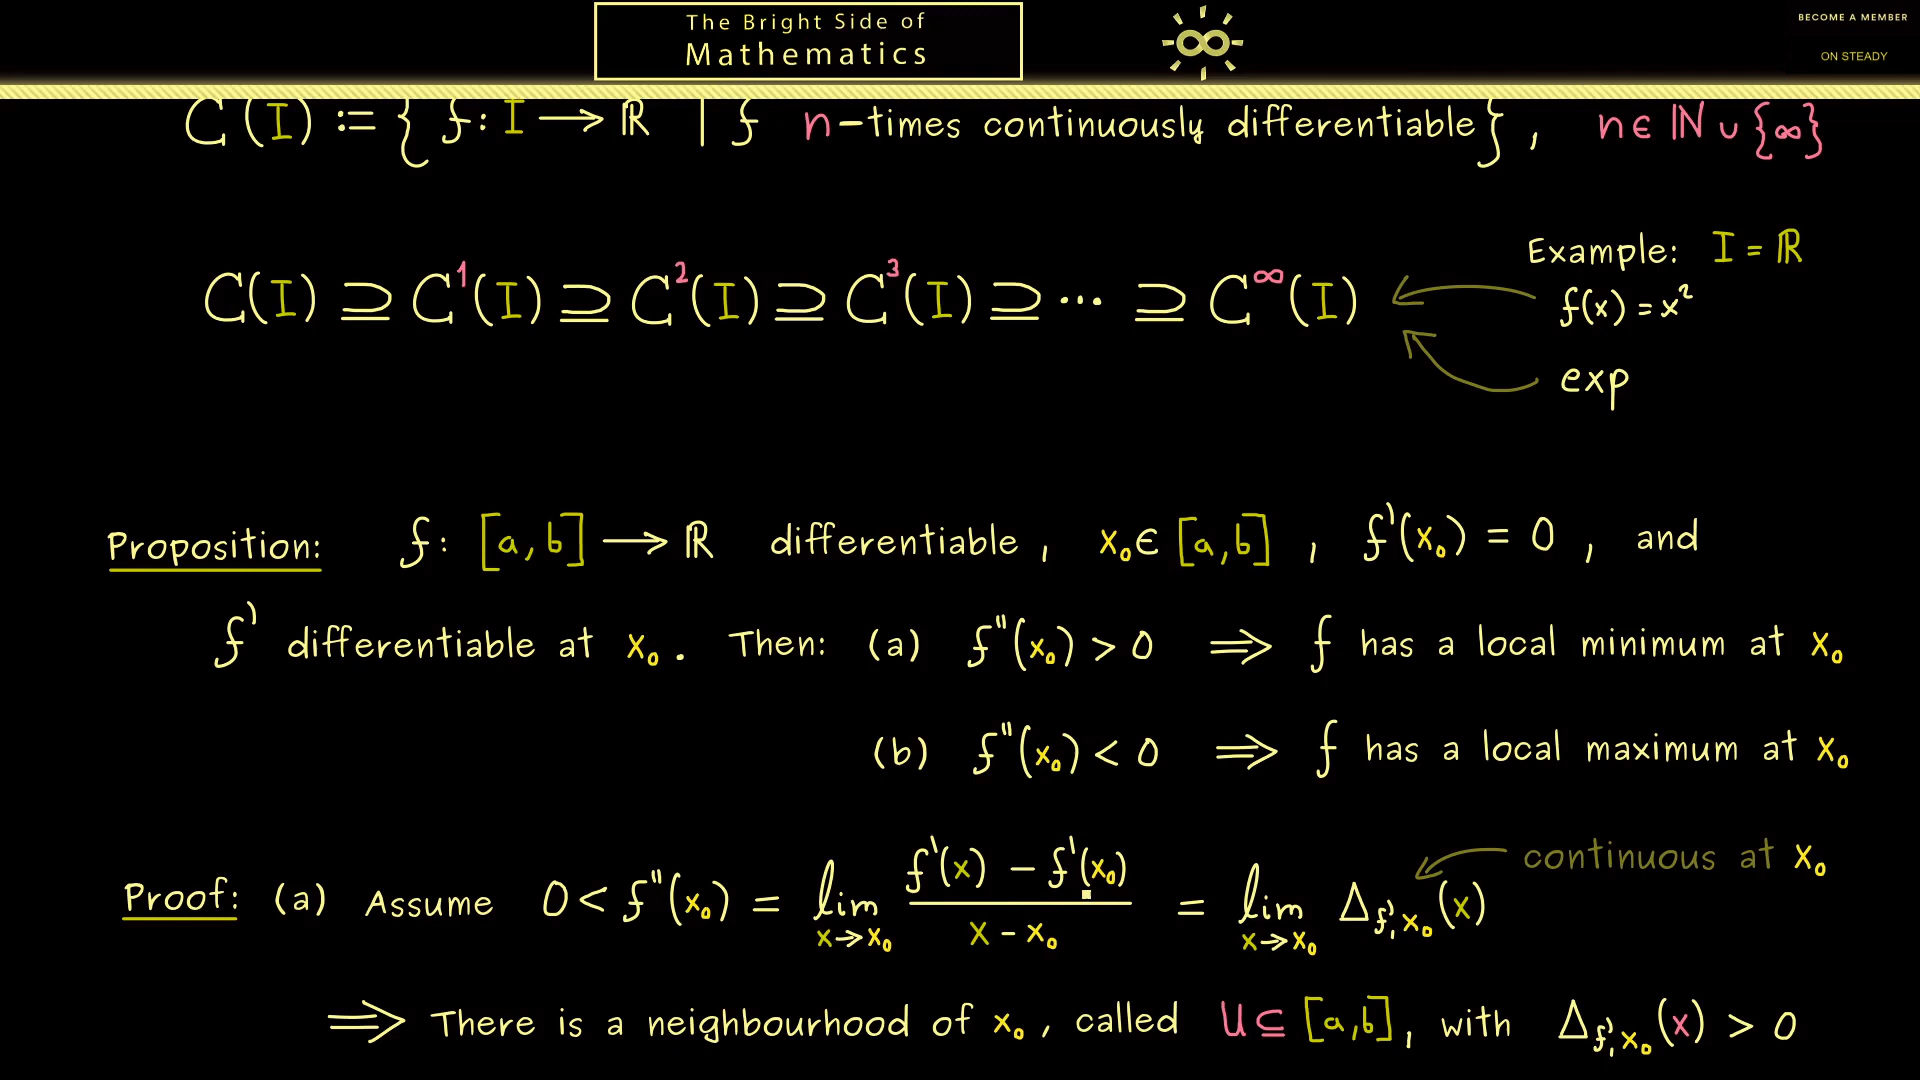 The Bright Side of
Mathematics
BECOME A MEMBER
ON STEADY
C(I) := { f: I → ℝ | f n-times continuously differentiable } , n ∈ ℕ ∪ {∞}
Example: I = ℝ
C(I) ⊇ C¹(I) ⊇ C²(I) ⊇ C³(I) ⊇ ··· ⊇ C^∞(I)
f(x) = x²
exp
Proposition: f: [a,b] → ℝ differentiable , x₀ ∈ [a,b] , f'(x₀) = 0 , and
f' differentiable at x₀ . Then: (a) f''(x₀) > 0 ⟹ f has a local minimum at x₀
(b) f''(x₀) < 0 ⟹ f has a local maximum at x₀
continuous at x₀
Proof: (a) Assume 0 < f''(x₀) = lim_{x→x₀} (f'(x) − f'(x₀))/(x − x₀) = lim_{x→x₀} Δ_{f',x₀}(x)
⟹ There is a neighbourhood of x₀ , called U ⊆ [a,b] , with Δ_{f',x₀}(x) > 0